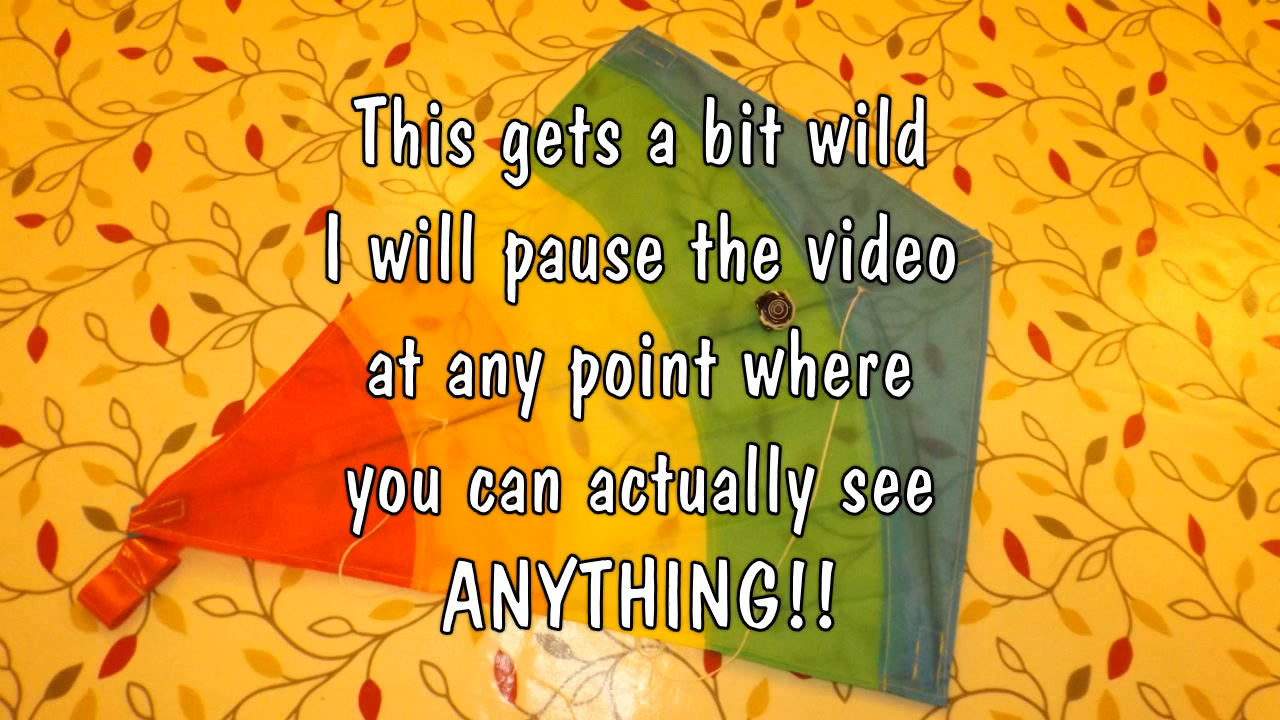 This gets a bit wild
I will pause the video
at any point where
you can actually see
ANYTHING!!